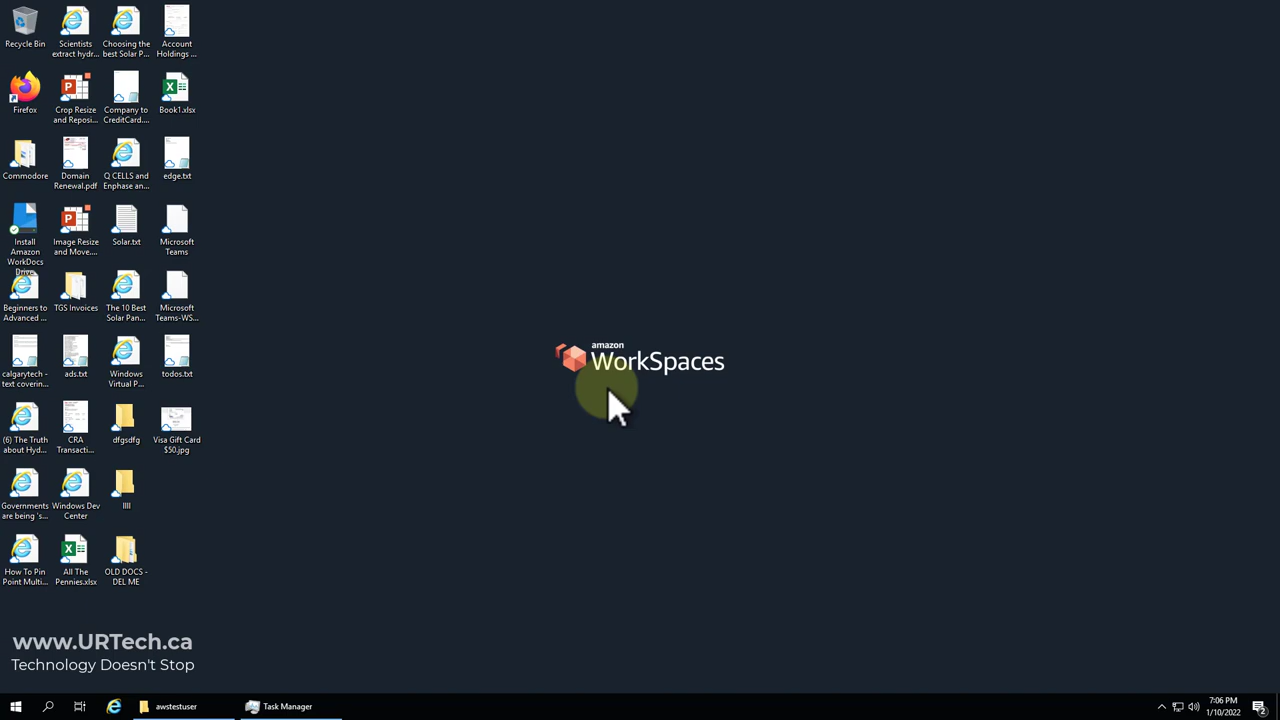 Recycle Bin
Scientists
extract hydr...
Choosing the
best Solar P...
Account
Holdings ...
Firefox
Crop Resize
and Reposi...
Company to
CreditCard....
Book1.xlsx
Commodore
Domain
Renewal.pdf
Q CELLS and
Enphase an...
edge.txt
Install
Amazon
WorkDocs
Drive
Image Resize
and Move....
Solar.txt
Microsoft
Teams
Beginners to
Advanced ...
TGS Invoices
The 10 Best
Solar Pan...
Microsoft
Teams-WS...
calgarytech -
text coverin...
ads.txt
Windows
Virtual P...
todos.txt
(6) The Truth
about Hyd...
CRA
Transacti...
dfgsdfg
Visa Gift Card
$50.jpg
Governments
are being 's...
Windows Dev
Center
llll
How To Pin
Point Multi...
All The
Pennies.xlsx
OLD DOCS -
DEL ME
amazon
WorkSpaces
www.URTech.ca
Technology Doesn't Stop
awstestuser
Task Manager
7:06 PM
1/10/2022
2